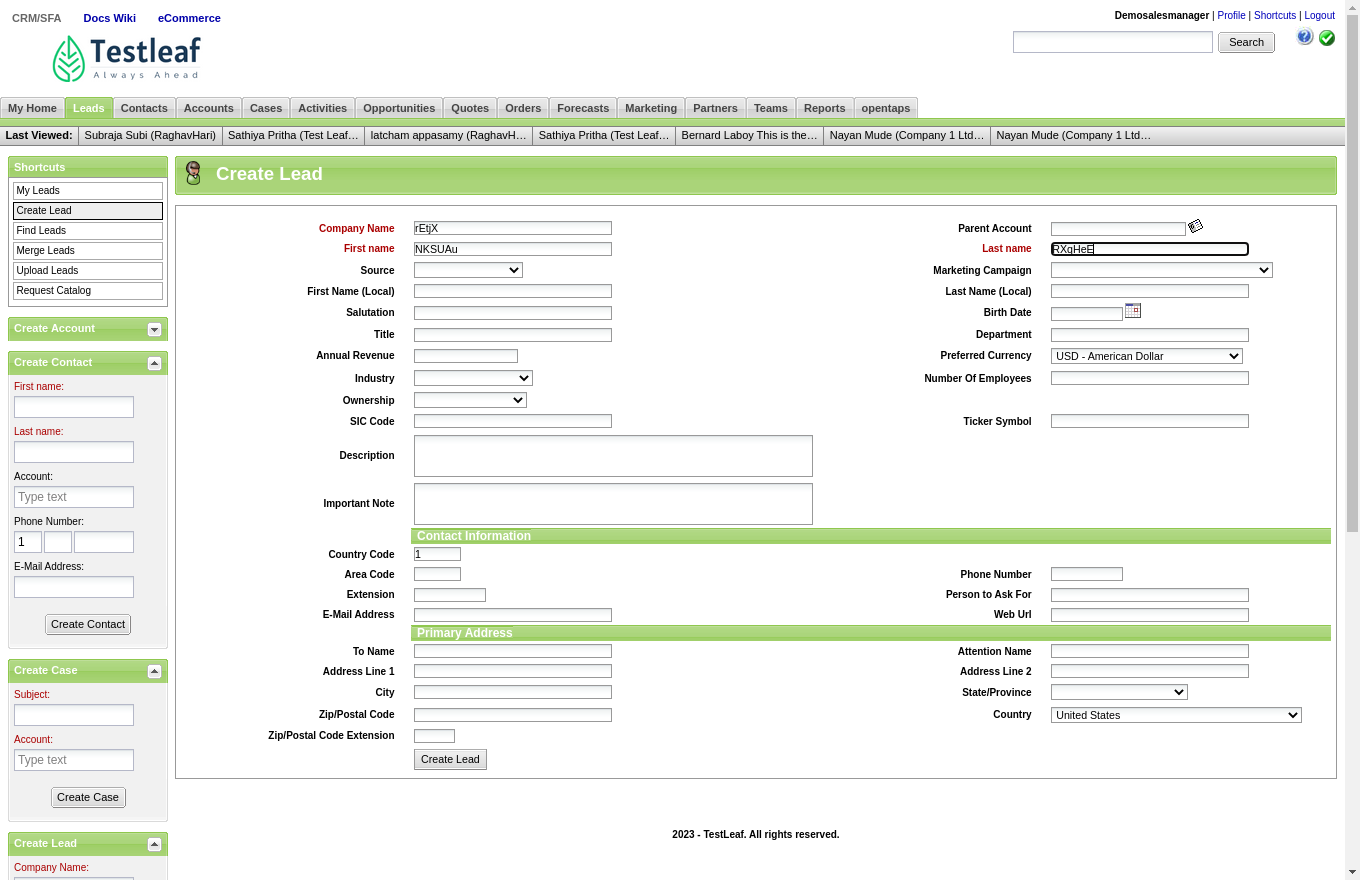 CRM/SFA Docs Wiki eCommerce
Demosalesmanager | Profile | Shortcuts | Logout
Testleaf
Always Ahead
Search
My Home Leads Contacts Accounts Cases Activities Opportunities Quotes Orders Forecasts Marketing Partners Teams Reports opentaps
Last Viewed: Subraja Subi (RaghavHari) Sathiya Pritha (Test Leaf… latcham appasamy (RaghavH… Sathiya Pritha (Test Leaf… Bernard Laboy This is the… Nayan Mude (Company 1 Ltd… Nayan Mude (Company 1 Ltd…
Shortcuts
My Leads
Create Lead
Find Leads
Merge Leads
Upload Leads
Request Catalog
Create Account
Create Contact
First name:
Last name:
Account:
Type text
Phone Number:
1
E-Mail Address:
Create Contact
Create Case
Subject:
Account:
Type text
Create Case
Create Lead
Company Name:
Create Lead
Company Name rEtjX Parent Account
First name NKSUAu Last name RXqHeE
Source Marketing Campaign
First Name (Local) Last Name (Local)
Salutation Birth Date
Title Department
Annual Revenue Preferred Currency USD - American Dollar
Industry Number Of Employees
Ownership
SIC Code Ticker Symbol
Description
Important Note
Contact Information
Country Code 1
Area Code Phone Number
Extension Person to Ask For
E-Mail Address Web Url
Primary Address
To Name Attention Name
Address Line 1 Address Line 2
City State/Province
Zip/Postal Code Country United States
Zip/Postal Code Extension
Create Lead
2023 - TestLeaf. All rights reserved.